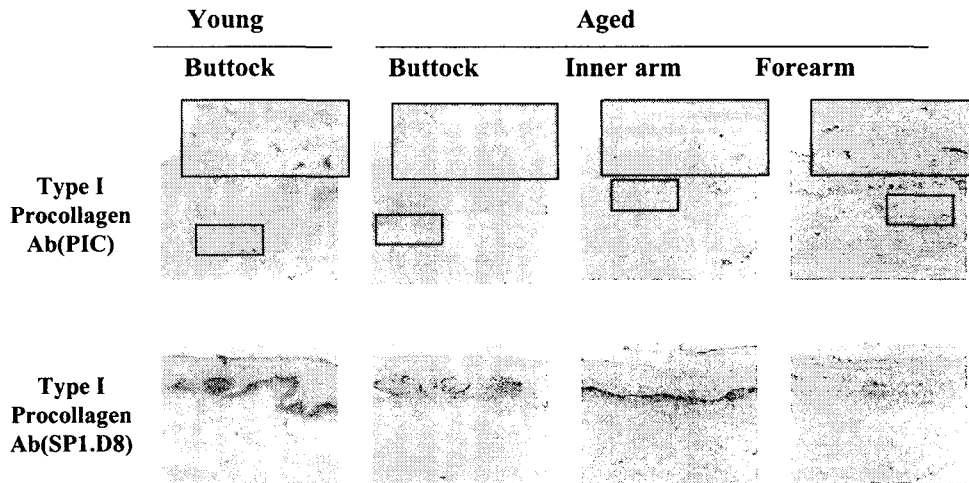 Young Aged
Buttock Buttock Inner arm Forearm
Type I
Procollagen
Ab(PIC)
Type I
Procollagen
Ab(SP1.D8)